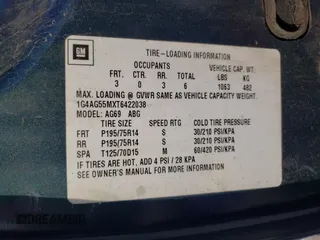 GM
TIRE-LOADING INFORMATION
OCCUPANTS VEHICLE CAP. WT.
FRT. CTR. RR. TOTAL LBS KG
3 0 3 6 1063 482
MAX. LOADING @ GVWR SAME AS VEHICLE CAPACITY WEIGHT.
1G4AG55MXT6422038
MODEL: AG69 ABG
TIRE SIZE SPEED RTG COLD TIRE PRESSURE
FRT P195/75R14 S 30/210 PSI/KPA
RR P195/75R14 S 30/210 PSI/KPA
SPA T125/70D15 M 60/420 PSI/KPA
IF TIRES ARE HOT, ADD 4 PSI / 28 KPA
SEE OWNER'S MANUAL FOR MORE INFORMATION
DREAMBID